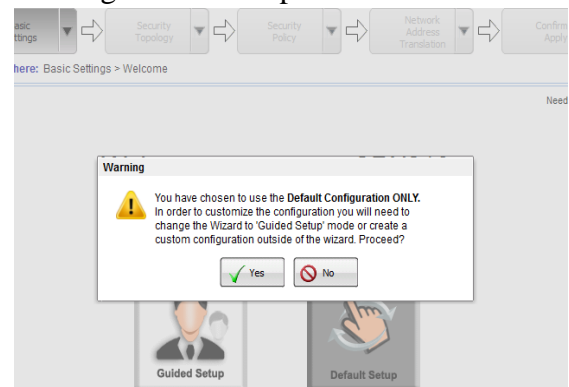 asic
ttings
Security
Topology
Security
Policy
Network
Address
Translation
Confirm
Apply
here: Basic Settings > Welcome
Need
Warning
You have chosen to use the Default Configuration ONLY.
In order to customize the configuration you will need to
change the Wizard to 'Guided Setup' mode or create a
custom configuration outside of the wizard. Proceed?
Yes
No
Guided Setup
Default Setup